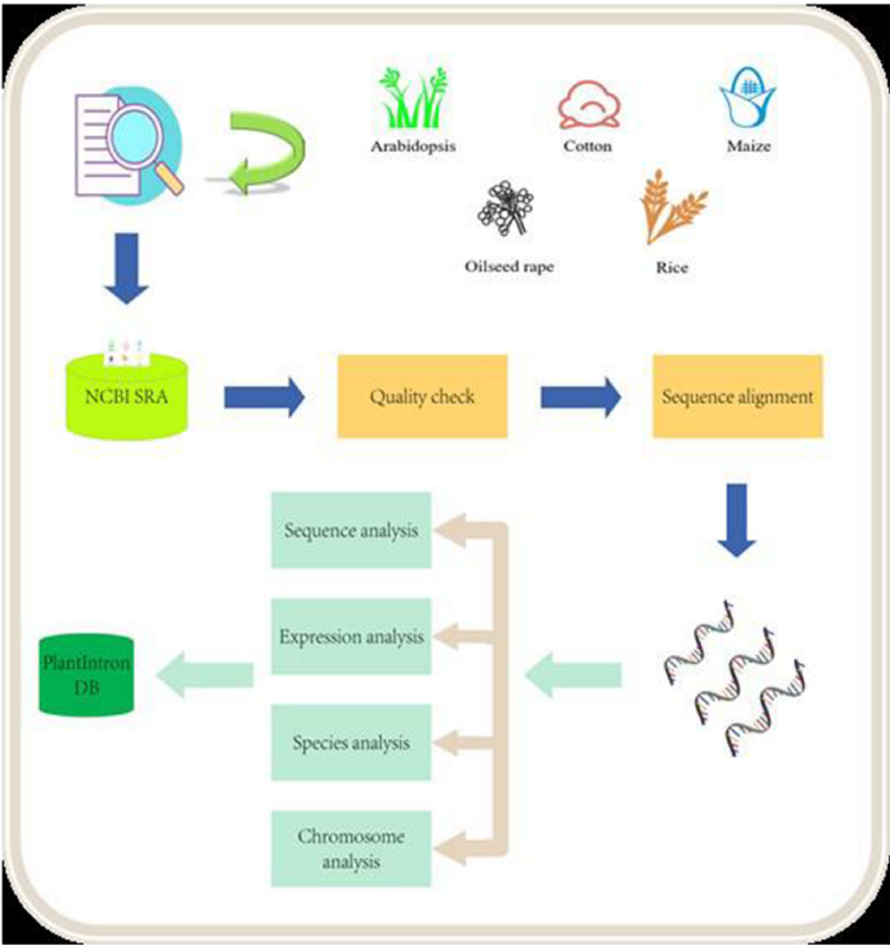 Arabidopsis
Cotton
Maize
Oilseed rape
Rice
NCBI SRA
Quality check
Sequence alignment
Sequence analysis
Expression analysis
Species analysis
Chromosome
analysis
PlantIntron
DB